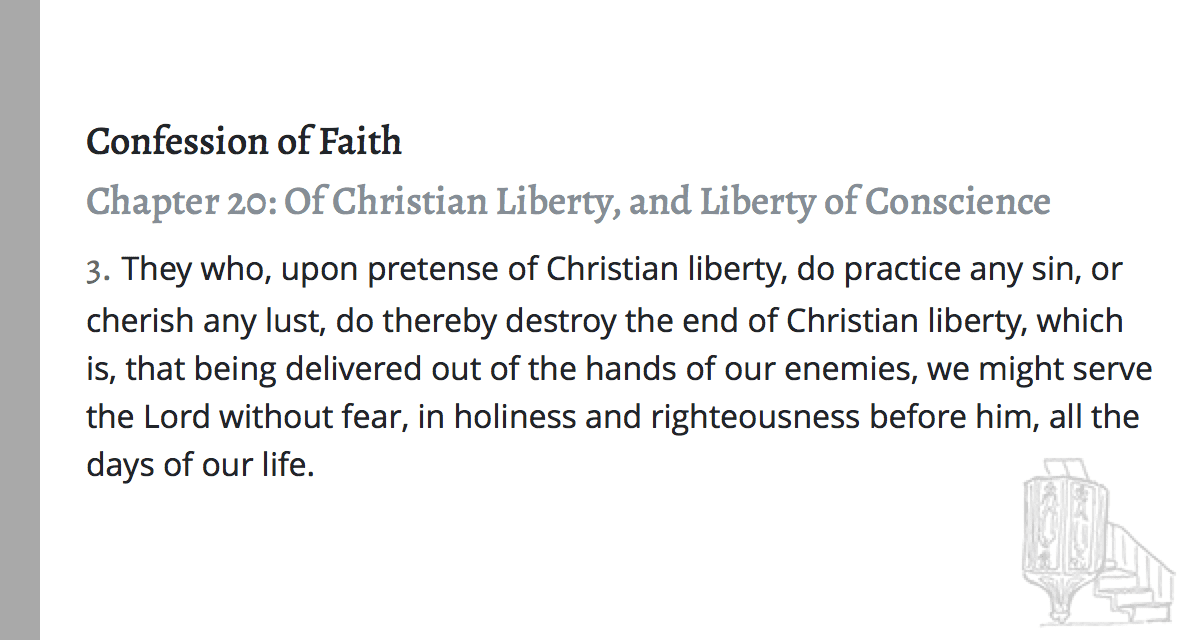 Confession of Faith
Chapter 20: Of Christian Liberty, and Liberty of Conscience
3. They who, upon pretense of Christian liberty, do practice any sin, or
cherish any lust, do thereby destroy the end of Christian liberty, which
is, that being delivered out of the hands of our enemies, we might serve
the Lord without fear, in holiness and righteousness before him, all the
days of our life.